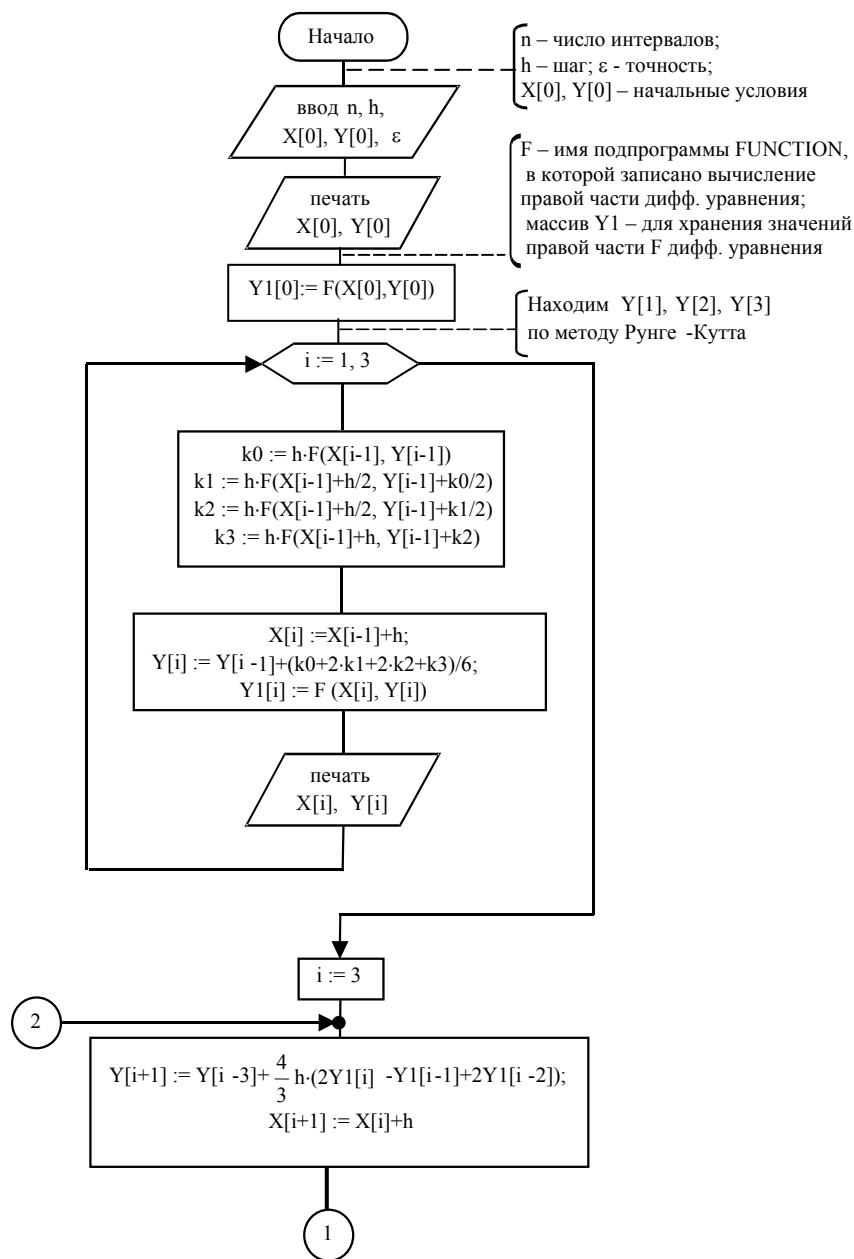 Начало
n – число интервалов;
h – шаг; ε - точность;
X[0], Y[0] – начальные условия
ввод n, h,
X[0], Y[0], ε
F – имя подпрограммы FUNCTION,
в которой записано вычисление
правой части дифф. уравнения;
массив Y1 – для хранения значений
правой части F дифф. уравнения
печать
X[0], Y[0]
Y1[0]:= F(X[0],Y[0])
Находим Y[1], Y[2], Y[3]
по методу Рунге -Кутта
i := 1, 3
k0 := h·F(X[i-1], Y[i-1])
k1 := h·F(X[i-1]+h/2, Y[i-1]+k0/2)
k2 := h·F(X[i-1]+h/2, Y[i-1]+k1/2)
k3 := h·F(X[i-1]+h, Y[i-1]+k2)
X[i] :=X[i-1]+h;
Y[i] := Y[i -1]+(k0+2·k1+2·k2+k3)/6;
Y1[i] := F (X[i], Y[i])
печать
X[i], Y[i]
i := 3
2
Y[i+1] := Y[i -3]+ 4/3 h·(2Y1[i] -Y1[i-1]+2Y1[i -2]);
X[i+1] := X[i]+h
1